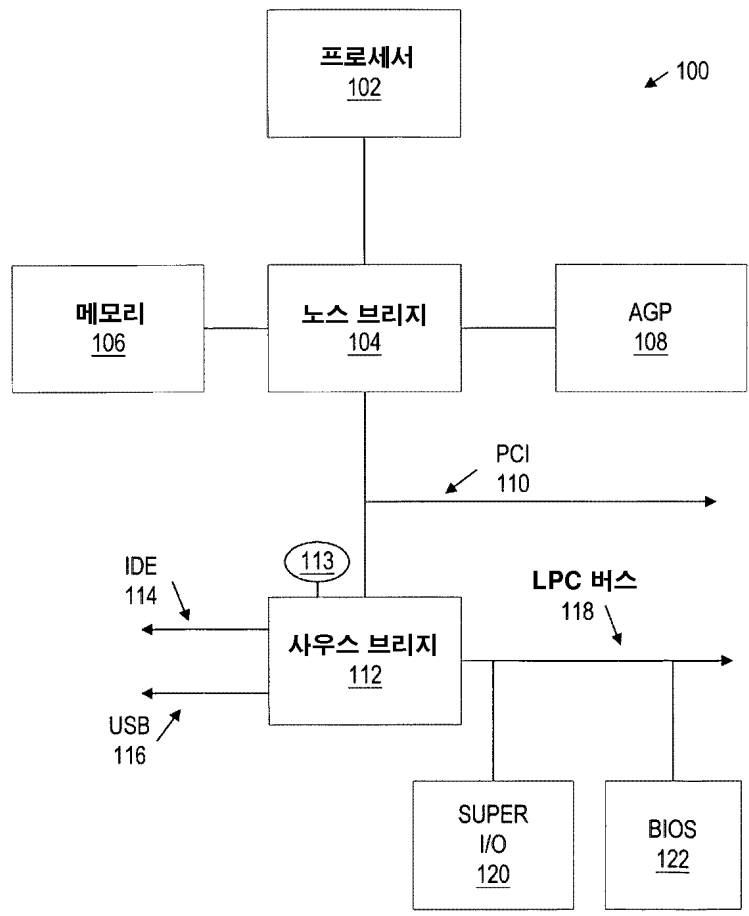 프로세서
102
100
메모리
106
노스 브리지
104
AGP
108
PCI
110
113
IDE
114
LPC 버스
118
사우스 브리지
112
USB
116
SUPER
I/O
120
BIOS
122